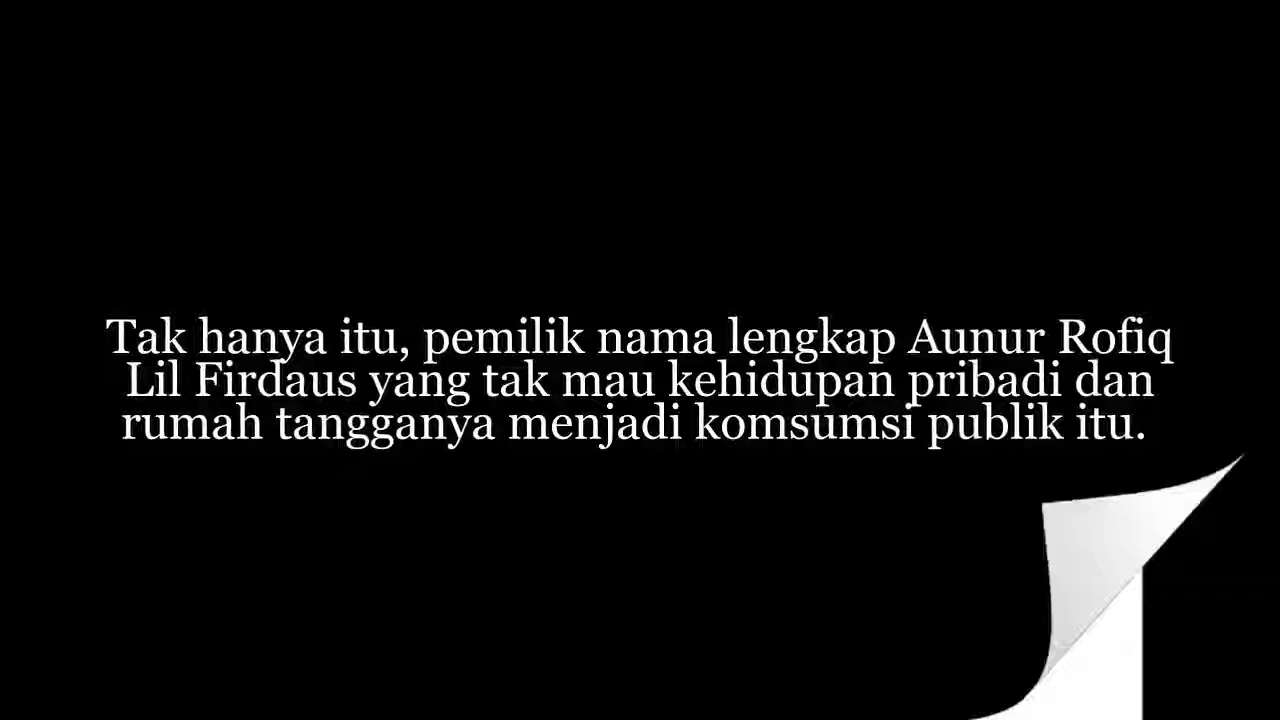 Tak hanya itu, pemilik nama lengkap Aunur Rofiq
Lil Firdaus yang tak mau kehidupan pribadi dan
rumah tangganya menjadi komsumsi publik itu.